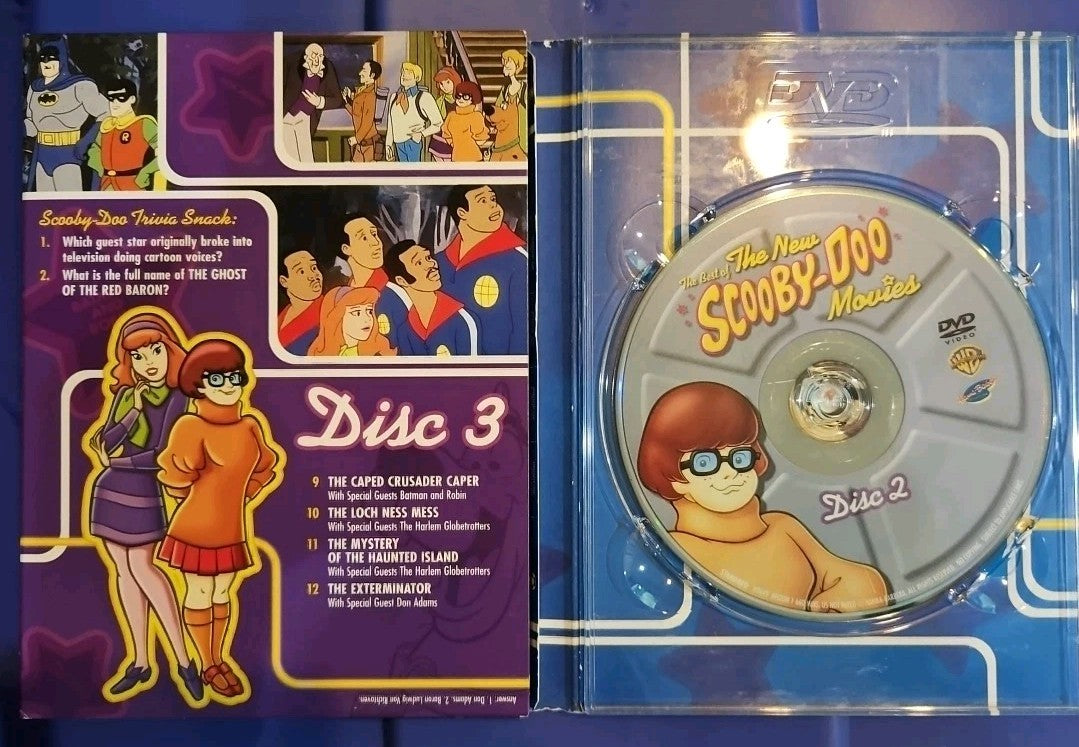 Scooby-Doo Trivia Snack:
1. Which guest star originally broke into
television doing cartoon voices?
2. What is the full name of THE GHOST
OF THE RED BARON?
Disc 3
9 THE CAPED CRUSADER CAPER
With Special Guests Batman and Robin
10 THE LOCH NESS MESS
With Special Guests The Harlem Globetrotters
11 THE MYSTERY
OF THE HAUNTED ISLAND
With Special Guests The Harlem Globetrotters
12 THE EXTERMINATOR
With Special Guest Don Adams
Answer: 1. Don Adams. 2. Baron Ludwig Von Richtoven.
R
DVD
The Best of The New
SCOOBY-DOO
Movies
DVD
VIDEO
WB
Disc 2